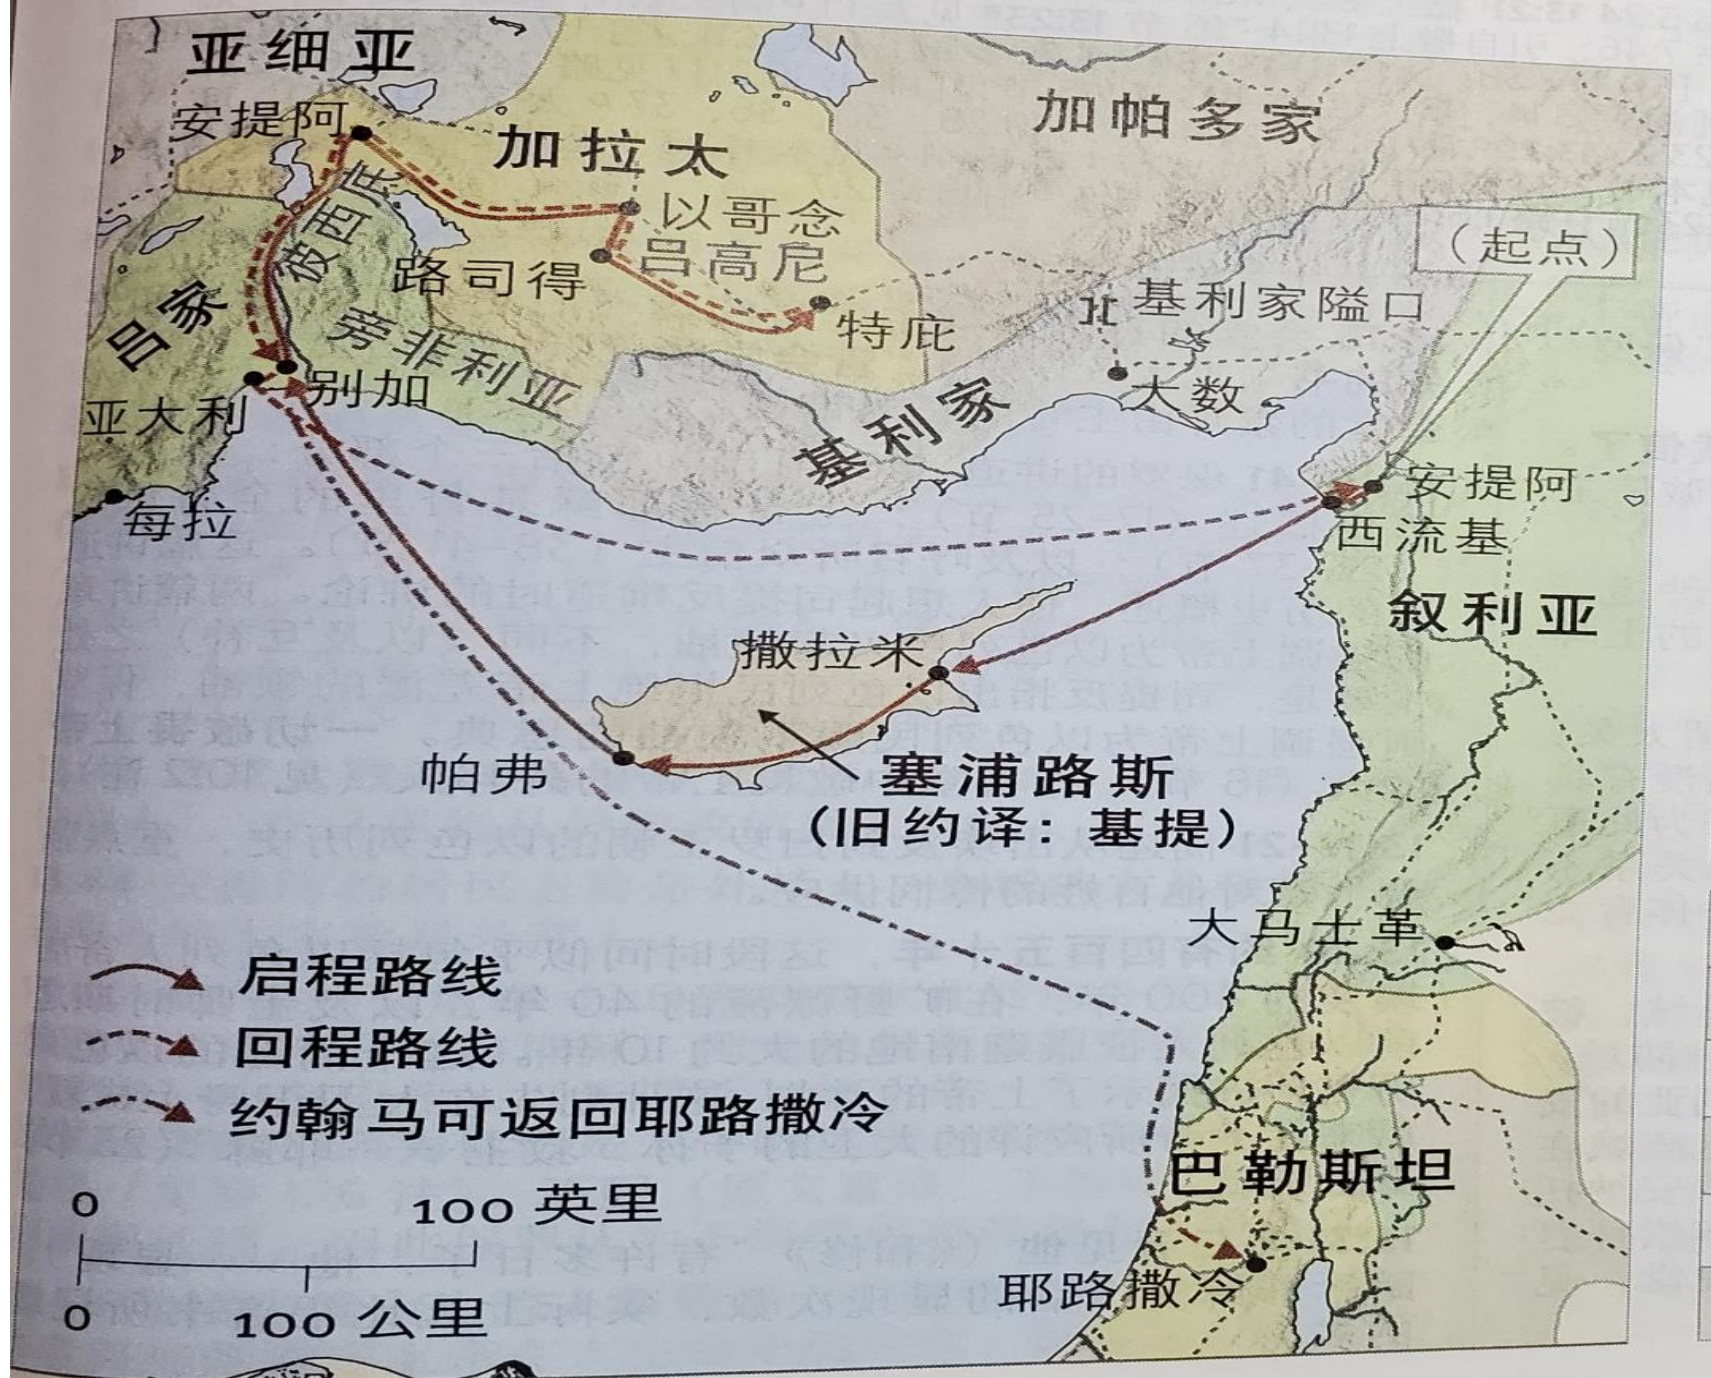 亚细亚
安提阿
加拉太
加帕多家
彼西底
以哥念
吕高尼
路司得
特庇
(起点)
基利家隘口
吕家
旁非利亚
别加
亚大利
基利家
大数
每拉
安提阿
西流基
叙利亚
撒拉米
帕弗
塞浦路斯
(旧约译:基提)
大马士革
启程路线
回程路线
约翰马可返回耶路撒冷
巴勒斯坦
0 100 英里
0 100 公里
耶路撒冷